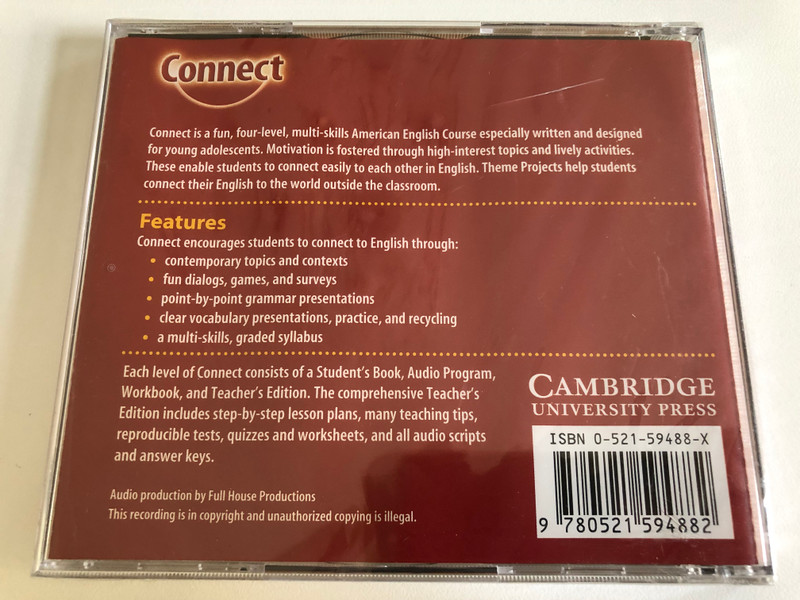 Connect
Connect is a fun, four-level, multi-skills American English Course especially written and designed
for young adolescents. Motivation is fostered through high-interest topics and lively activities.
These enable students to connect easily to each other in English. Theme Projects help students
connect their English to the world outside the classroom.
Features
Connect encourages students to connect to English through:
• contemporary topics and contexts
• fun dialogs, games, and surveys
• point-by-point grammar presentations
• clear vocabulary presentations, practice, and recycling
• a multi-skills, graded syllabus
Each level of Connect consists of a Student's Book, Audio Program,
Workbook, and Teacher's Edition. The comprehensive Teacher's
Edition includes step-by-step lesson plans, many teaching tips,
reproducible tests, quizzes and worksheets, and all audio scripts
and answer keys.
Audio production by Full House Productions
This recording is in copyright and unauthorized copying is illegal.
CAMBRIDGE
UNIVERSITY PRESS
ISBN 0-521-59488-X
9 780521 594882